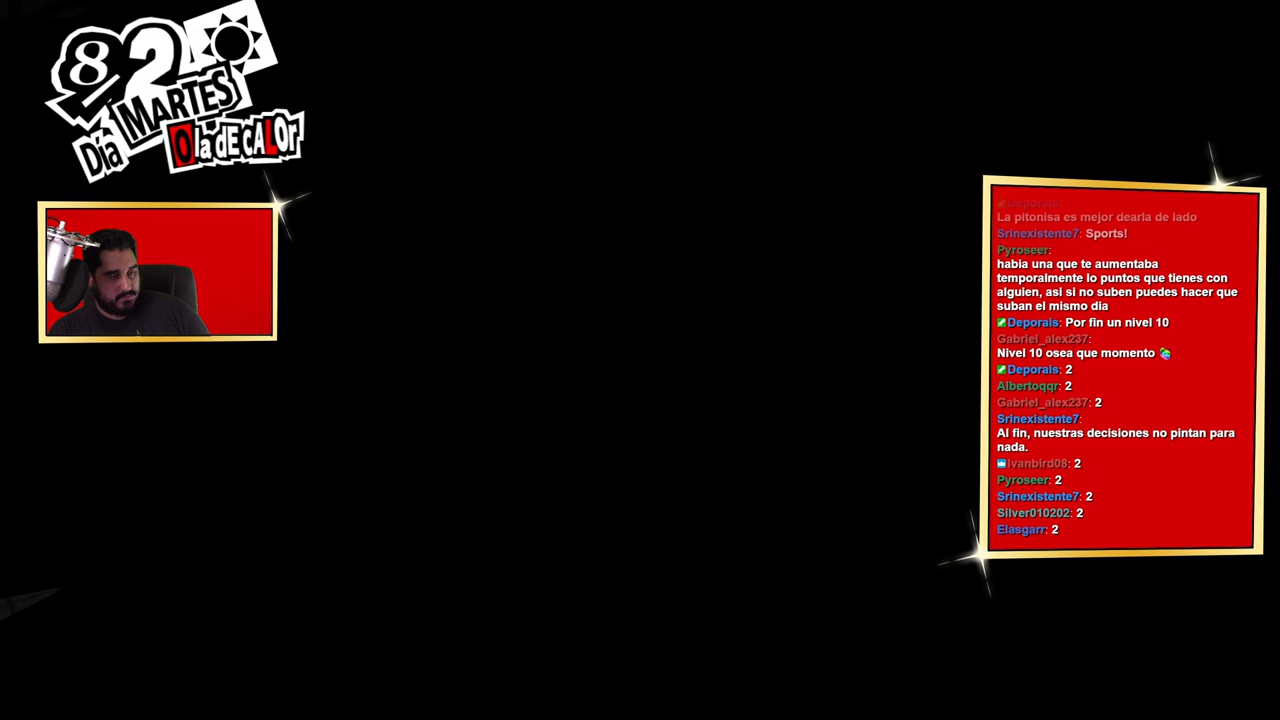 8/2
MARTES
Día
Ola de CALOr
Deporais:
La pitonisa es mejor dearla de lado
Srinexistente7: Sports!
Pyroseer:
habia una que te aumentaba
temporalmente lo puntos que tienes con
alguien, asi si no suben puedes hacer que
suban el mismo dia
Deporais: Por fin un nivel 10
Gabriel_alex237:
Nivel 10 osea que momento
Deporais: 2
Albertoqqr: 2
Gabriel_alex237: 2
Srinexistente7:
Al fin, nuestras decisiones no pintan para
nada.
Ivanbird08: 2
Pyroseer: 2
Srinexistente7: 2
Silver010202: 2
Elasgarr: 2